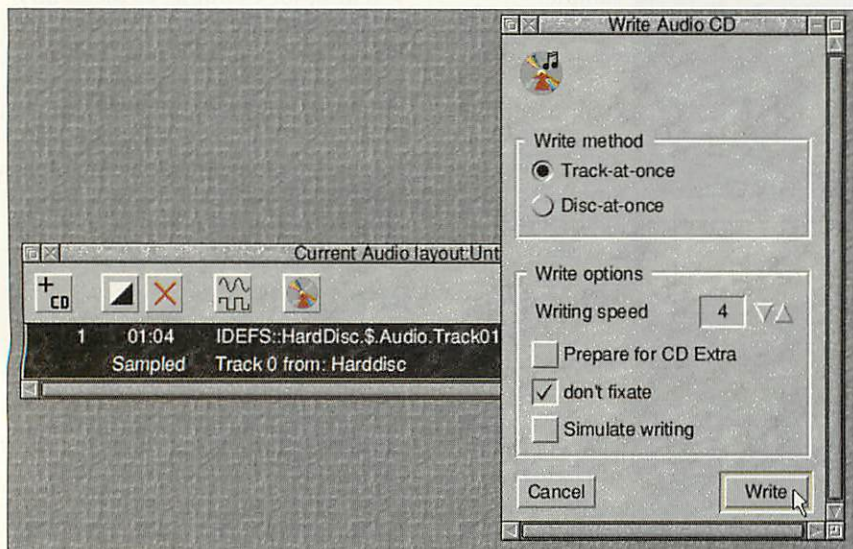 Write Audio CD
Write method
Track-at-once
Disc-at-once
Current Audio layout:Unt
+
CD
1 01:04 IDEFS::HardDisc.$.Audio.Track01
Sampled Track 0 from: Harddisc
Write options
Writing speed 4
Prepare for CD Extra
don't fixate
Simulate writing
Cancel Write